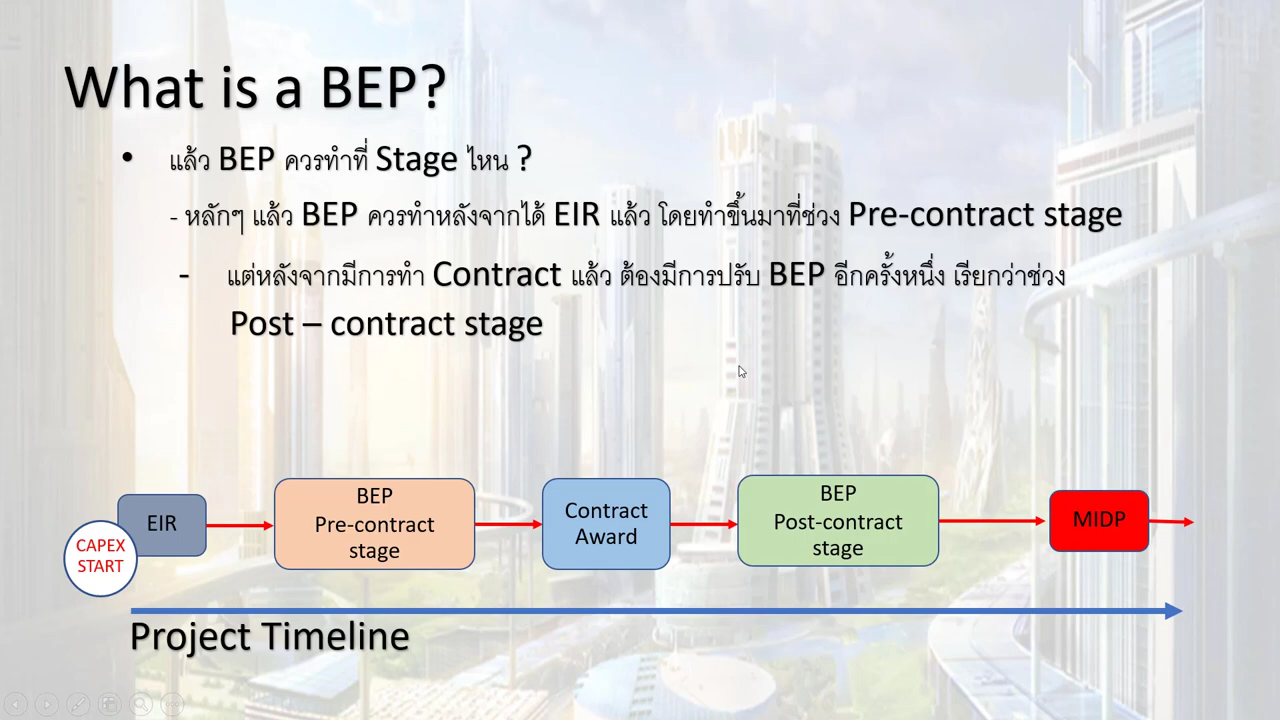 What is a BEP?
• แล้ว BEP ควรทำที่ Stage ไหน ?
- หลักๆ แล้ว BEP ควรทำหลังจากได้ EIR แล้ว โดยทำขึ้นมาที่ช่วง Pre-contract stage
- แต่หลังจากมีการทำ Contract แล้ว ต้องมีการปรับ BEP อีกครั้งหนึ่ง เรียกว่าช่วง
Post – contract stage
CAPEX
START
EIR
BEP
Pre-contract
stage
Contract
Award
BEP
Post-contract
stage
MIDP
Project Timeline